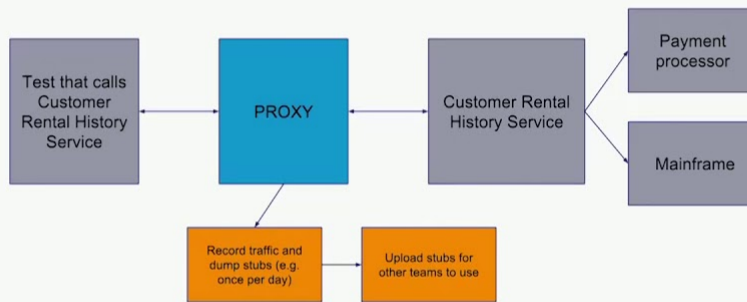 Test that calls
Customer
Rental History
Service
PROXY
Customer Rental
History Service
Payment
processor
Mainframe
Record traffic and
dump stubs (e.g.
once per day)
Upload stubs for
other teams to use